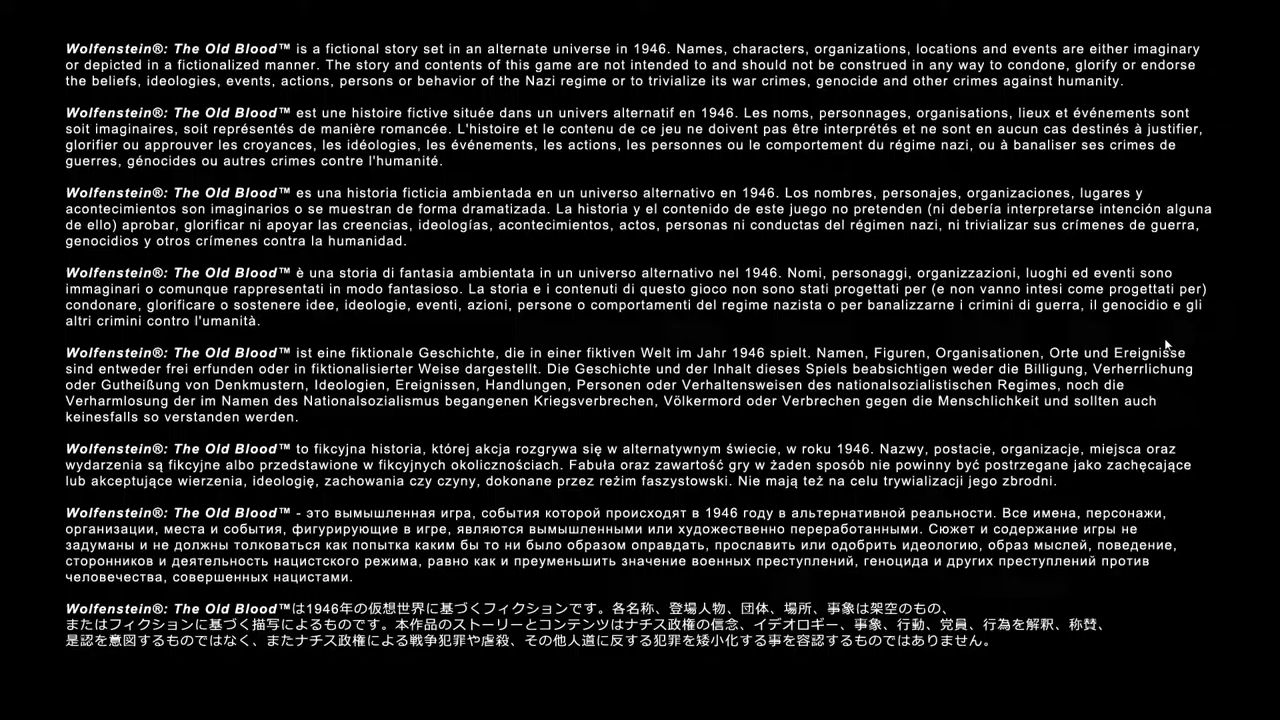 Wolfenstein®: The Old Blood™ is a fictional story set in an alternate universe in 1946. Names, characters, organizations, locations and events are either imaginary
or depicted in a fictionalized manner. The story and contents of this game are not intended to and should not be construed in any way to condone, glorify or endorse
the beliefs, ideologies, events, actions, persons or behavior of the Nazi regime or to trivialize its war crimes, genocide and other crimes against humanity.
Wolfenstein®: The Old Blood™ est une histoire fictive située dans un univers alternatif en 1946. Les noms, personnages, organisations, lieux et événements sont
soit imaginaires, soit représentés de manière romancée. L'histoire et le contenu de ce jeu ne doivent pas être interprétés et ne sont en aucun cas destinés à justifier,
glorifier ou approuver les croyances, les idéologies, les événements, les actions, les personnes ou le comportement du régime nazi, ou à banaliser ses crimes de
guerres, génocides ou autres crimes contre l'humanité.
Wolfenstein®: The Old Blood™ es una historia ficticia ambientada en un universo alternativo en 1946. Los nombres, personajes, organizaciones, lugares y
acontecimientos son imaginarios o se muestran de forma dramatizada. La historia y el contenido de este juego no pretenden (ni debería interpretarse intención alguna
de ello) aprobar, glorificar ni apoyar las creencias, ideologías, acontecimientos, actos, personas ni conductas del régimen nazi, ni trivializar sus crímenes de guerra,
genocidios y otros crímenes contra la humanidad.
Wolfenstein®: The Old Blood™ è una storia di fantasia ambientata in un universo alternativo nel 1946. Nomi, personaggi, organizzazioni, luoghi ed eventi sono
immaginari o comunque rappresentati in modo fantasioso. La storia e i contenuti di questo gioco non sono stati progettati per (e non vanno intesi come progettati per)
condonare, glorificare o sostenere idee, ideologie, eventi, azioni, persone o comportamenti del regime nazista o per banalizzarne i crimini di guerra, il genocidio e gli
altri crimini contro l'umanità.
Wolfenstein®: The Old Blood™ ist eine fiktionale Geschichte, die in einer fiktiven Welt im Jahr 1946 spielt. Namen, Figuren, Organisationen, Orte und Ereignisse
sind entweder frei erfunden oder in fiktionalisierter Weise dargestellt. Die Geschichte und der Inhalt dieses Spiels beabsichtigen weder die Billigung, Verherrlichung
oder Gutheißung von Denkmustern, Ideologien, Ereignissen, Handlungen, Personen oder Verhaltensweisen des nationalsozialistischen Regimes, noch die
Verharmlosung der im Namen des Nationalsozialismus begangenen Kriegsverbrechen, Völkermord oder Verbrechen gegen die Menschlichkeit und sollten auch
keinesfalls so verstanden werden.
Wolfenstein®: The Old Blood™ to fikcyjna historia, której akcja rozgrywa się w alternatywnym świecie, w roku 1946. Nazwy, postacie, organizacje, miejsca oraz
wydarzenia są fikcyjne albo przedstawione w fikcyjnych okolicznościach. Fabuła oraz zawartość gry w żaden sposób nie powinny być postrzegane jako zachęcające
lub akceptujące wierzenia, ideologię, zachowania czy czyny, dokonane przez reżim faszystowski. Nie mają też na celu trywializacji jego zbrodni.
Wolfenstein®: The Old Blood™ - это вымышленная игра, события которой происходят в 1946 году в альтернативной реальности. Все имена, персонажи,
организации, места и события, фигурирующие в игре, являются вымышленными или художественно переработанными. Сюжет и содержание игры не
задуманы и не должны толковаться как попытка каким бы то ни было образом оправдать, прославить или одобрить идеологию, образ мыслей, поведение,
сторонников и деятельность нацистского режима, равно как и преуменьшить значение военных преступлений, геноцида и других преступлений против
человечества, совершенных нацистами.
Wolfenstein®: The Old Blood™は1946年の仮想世界に基づくフィクションです。各名称、登場人物、団体、場所、事象は架空のもの、
またはフィクションに基づく描写によるものです。本作品のストーリーとコンテンツはナチス政権の信念、イデオロギー、事象、行動、党員、行為を解釈、称賛、
是認を意図するものではなく、またナチス政権による戦争犯罪や虐殺、その他人道に反する犯罪を矮小化する事を容認するものではありません。